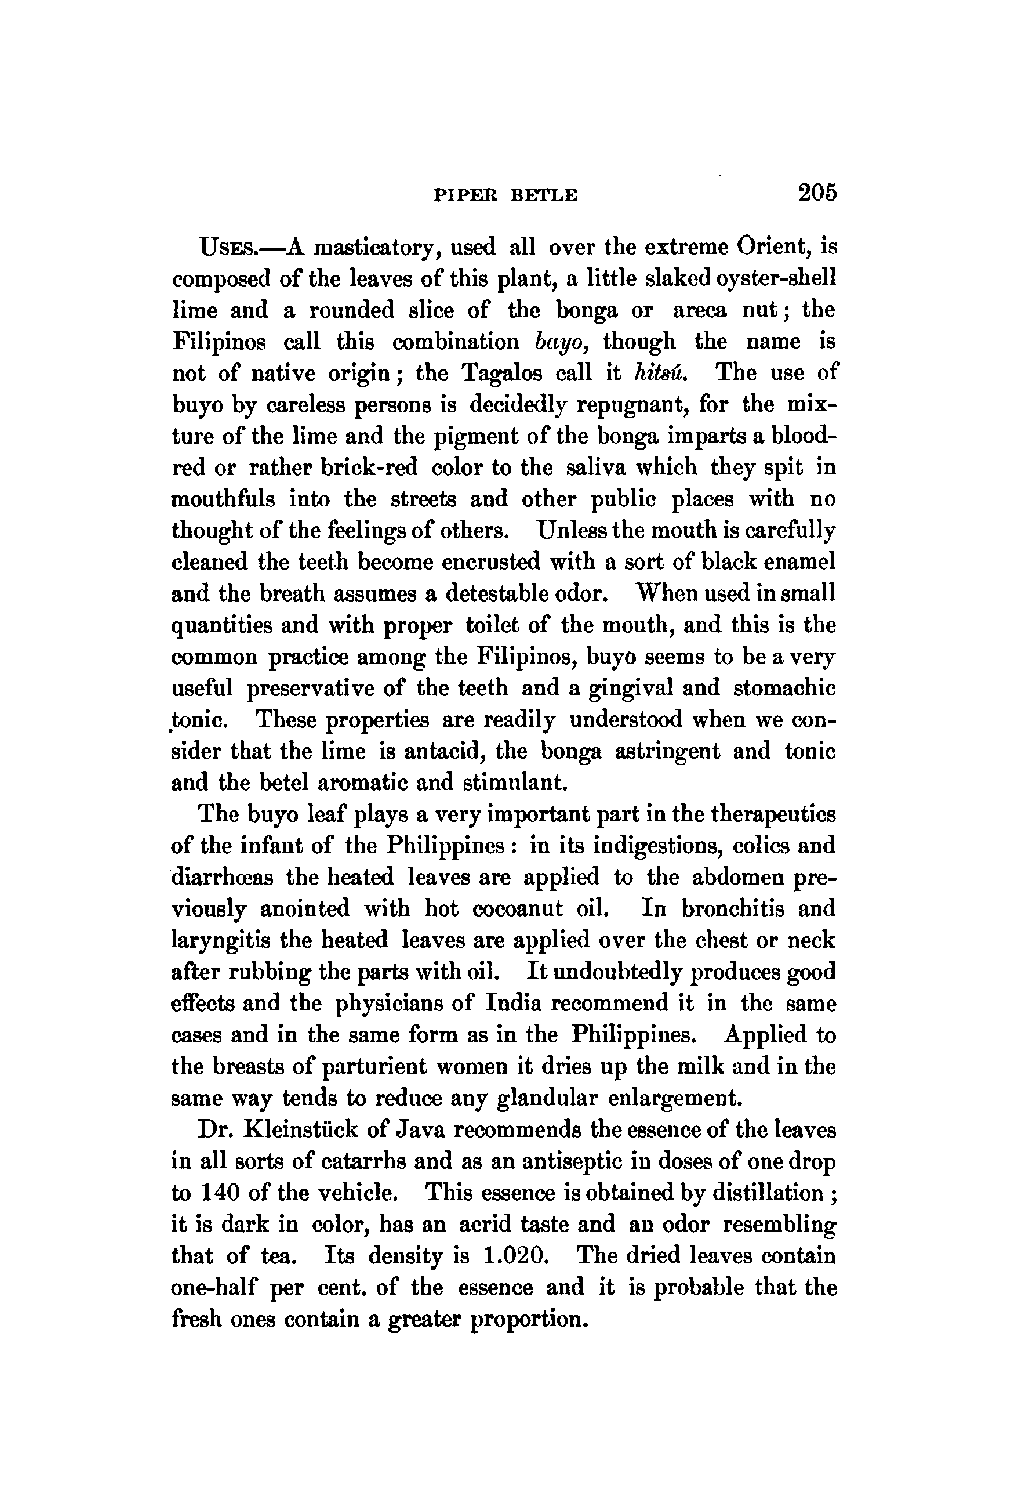 PIPER BETLE 205
USES.—A masticatory, used all over the extreme Orient, is
composed of the leaves of this plant, a little slaked oyster-shell
lime and a rounded slice of the bonga or areca nut; the
Filipinos call this combination bayo, though the name is
not of native origin; the Tagalos call it hitsú. The use of
buyo by careless persons is decidedly repugnant, for the mix-
ture of the lime and the pigment of the bonga imparts a blood-
red or rather brick-red color to the saliva which they spit in
mouthfuls into the streets and other public places with no
thought of the feelings of others. Unless the mouth is carefully
cleaned the teeth become encrusted with a sort of black enamel
and the breath assumes a detestable odor. When used in small
quantities and with proper toilet of the mouth, and this is the
common practice among the Filipinos, buyo seems to be a very
useful preservative of the teeth and a gingival and stomachic
tonic. These properties are readily understood when we con-
sider that the lime is antacid, the bonga astringent and tonic
and the betel aromatic and stimulant.
The buyo leaf plays a very important part in the therapeutics
of the infant of the Philippines: in its indigestions, colics and
diarrhœas the heated leaves are applied to the abdomen pre-
viously anointed with hot cocoanut oil. In bronchitis and
laryngitis the heated leaves are applied over the chest or neck
after rubbing the parts with oil. It undoubtedly produces good
effects and the physicians of India recommend it in the same
cases and in the same form as in the Philippines. Applied to
the breasts of parturient women it dries up the milk and in the
same way tends to reduce any glandular enlargement.
Dr. Kleinstück of Java recommends the essence of the leaves
in all sorts of catarrhs and as an antiseptic in doses of one drop
to 140 of the vehicle. This essence is obtained by distillation;
it is dark in color, has an acrid taste and an odor resembling
that of tea. Its density is 1.020. The dried leaves contain
one-half per cent. of the essence and it is probable that the
fresh ones contain a greater proportion.